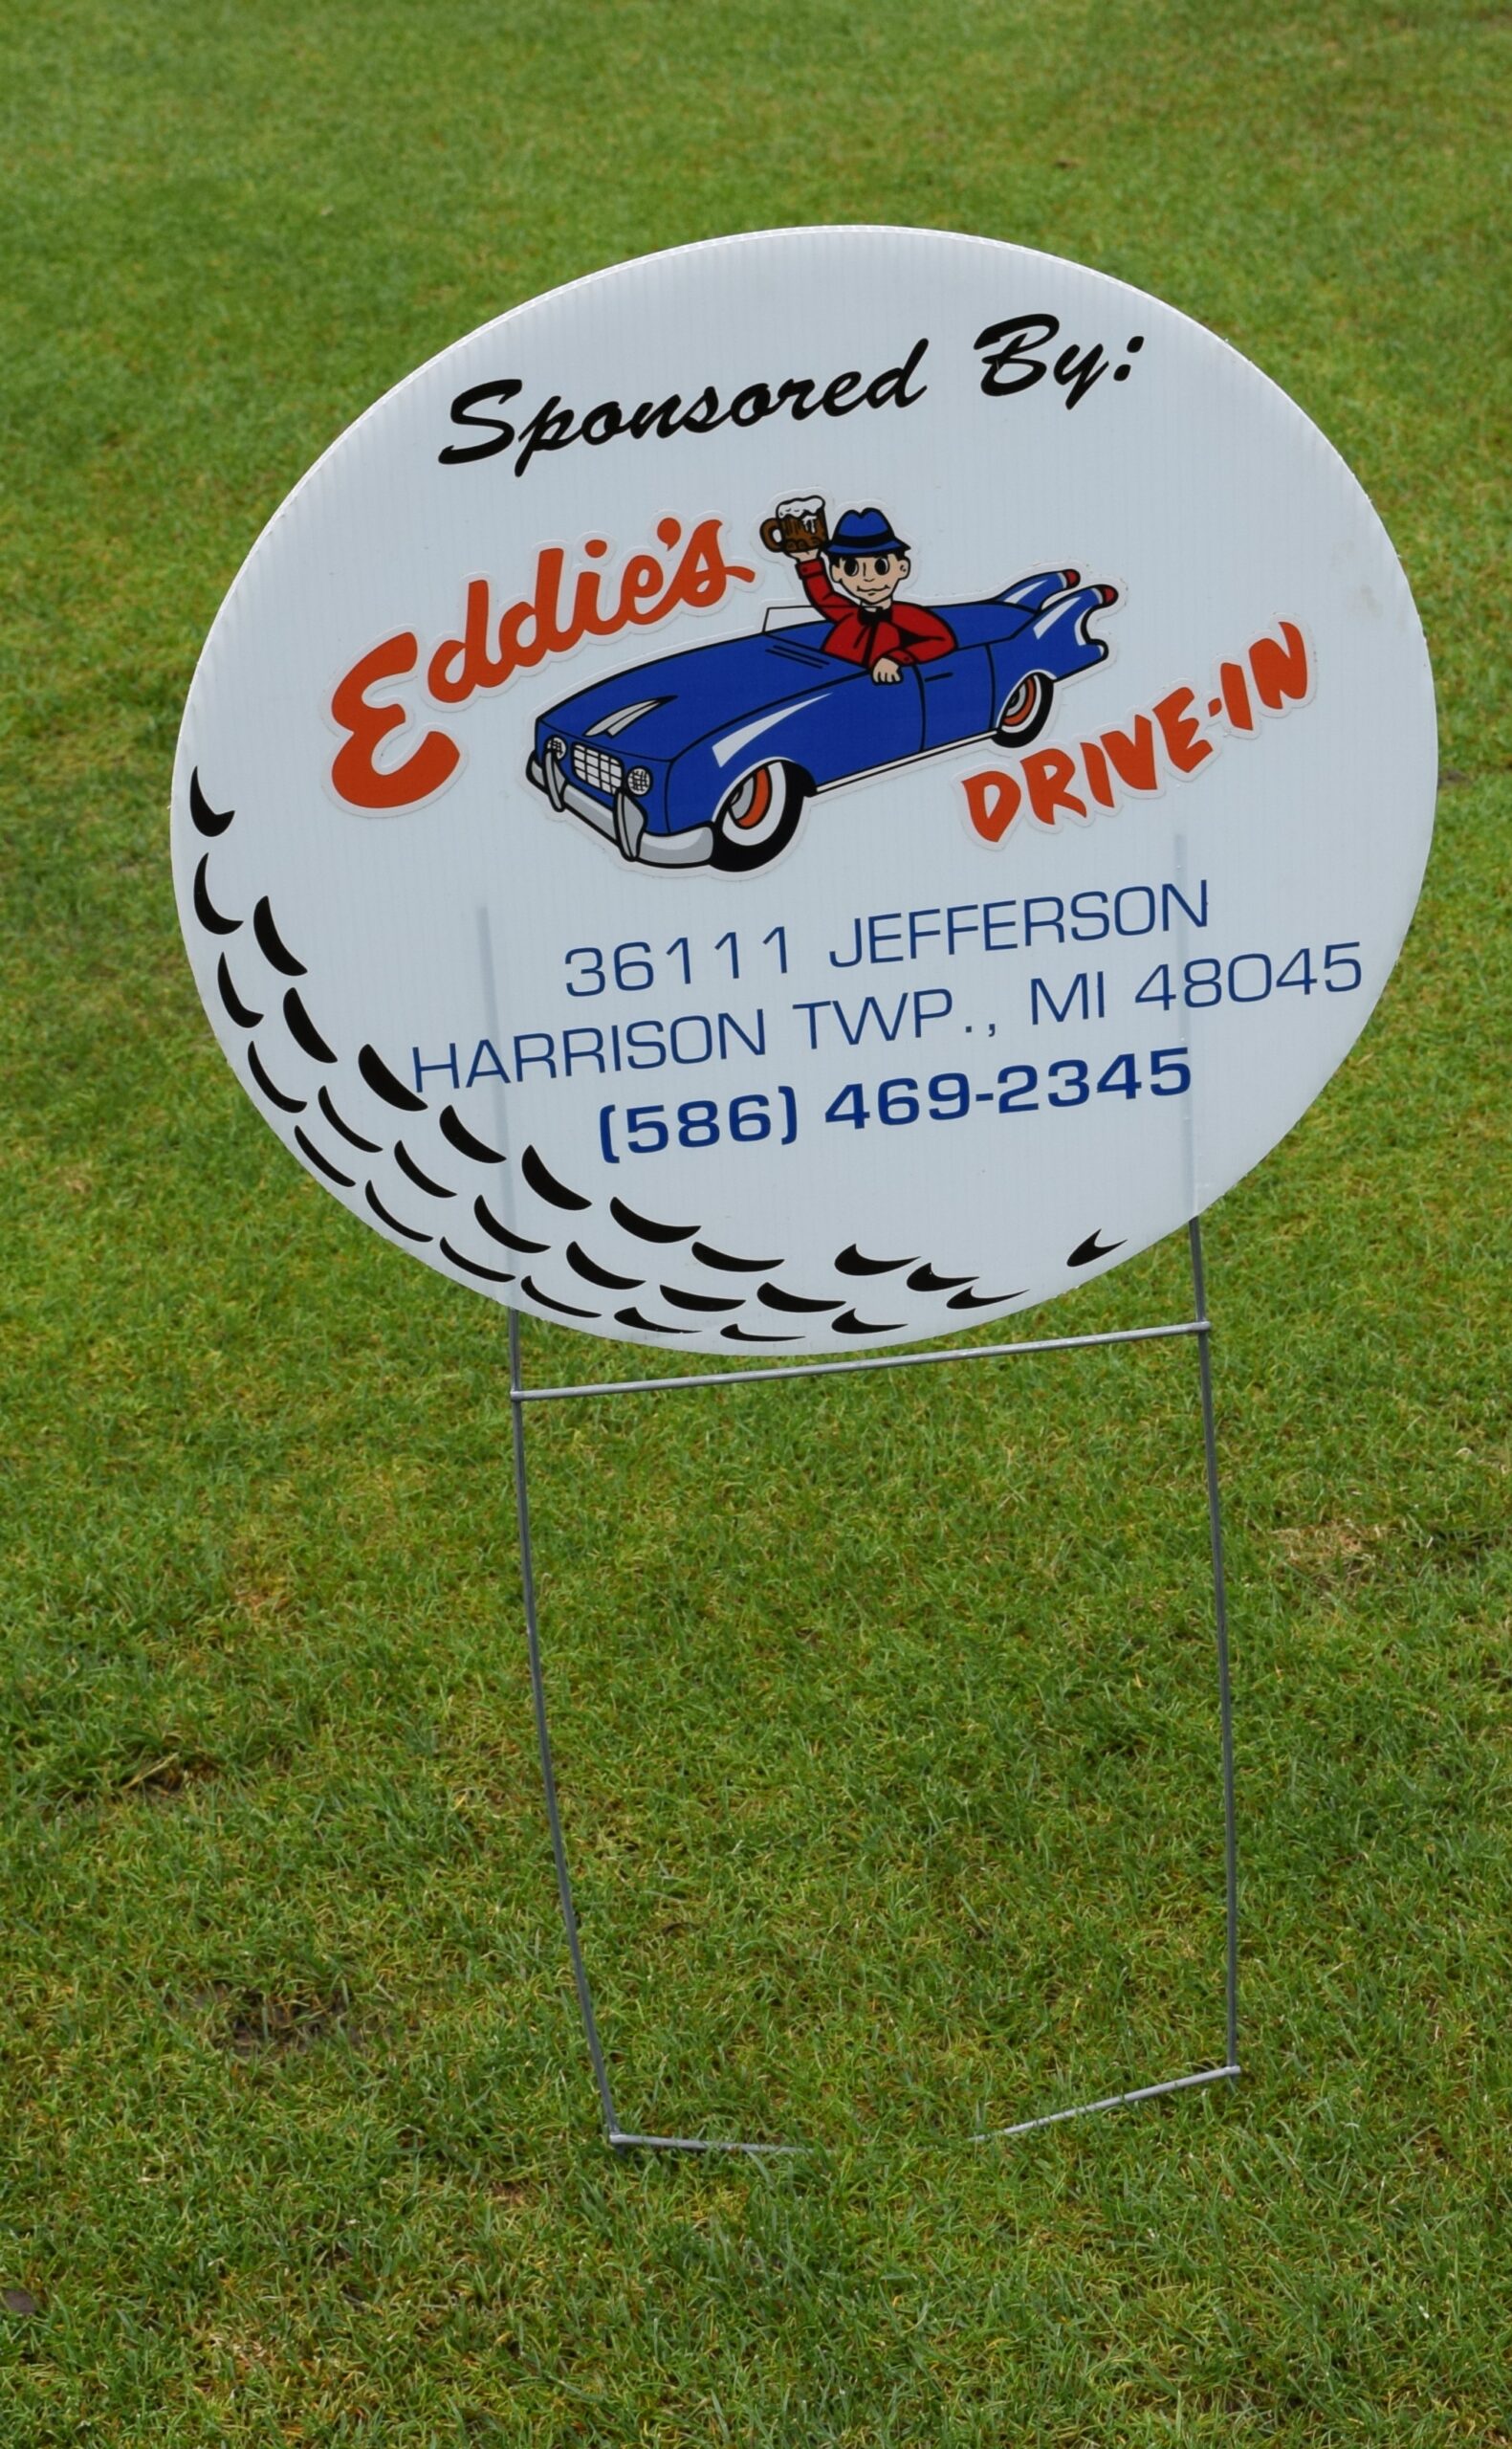 Sponsored By:
Eddie's
DRIVE-IN
36111 JEFFERSON
HARRISON TWP., MI 48045
(586) 469-2345